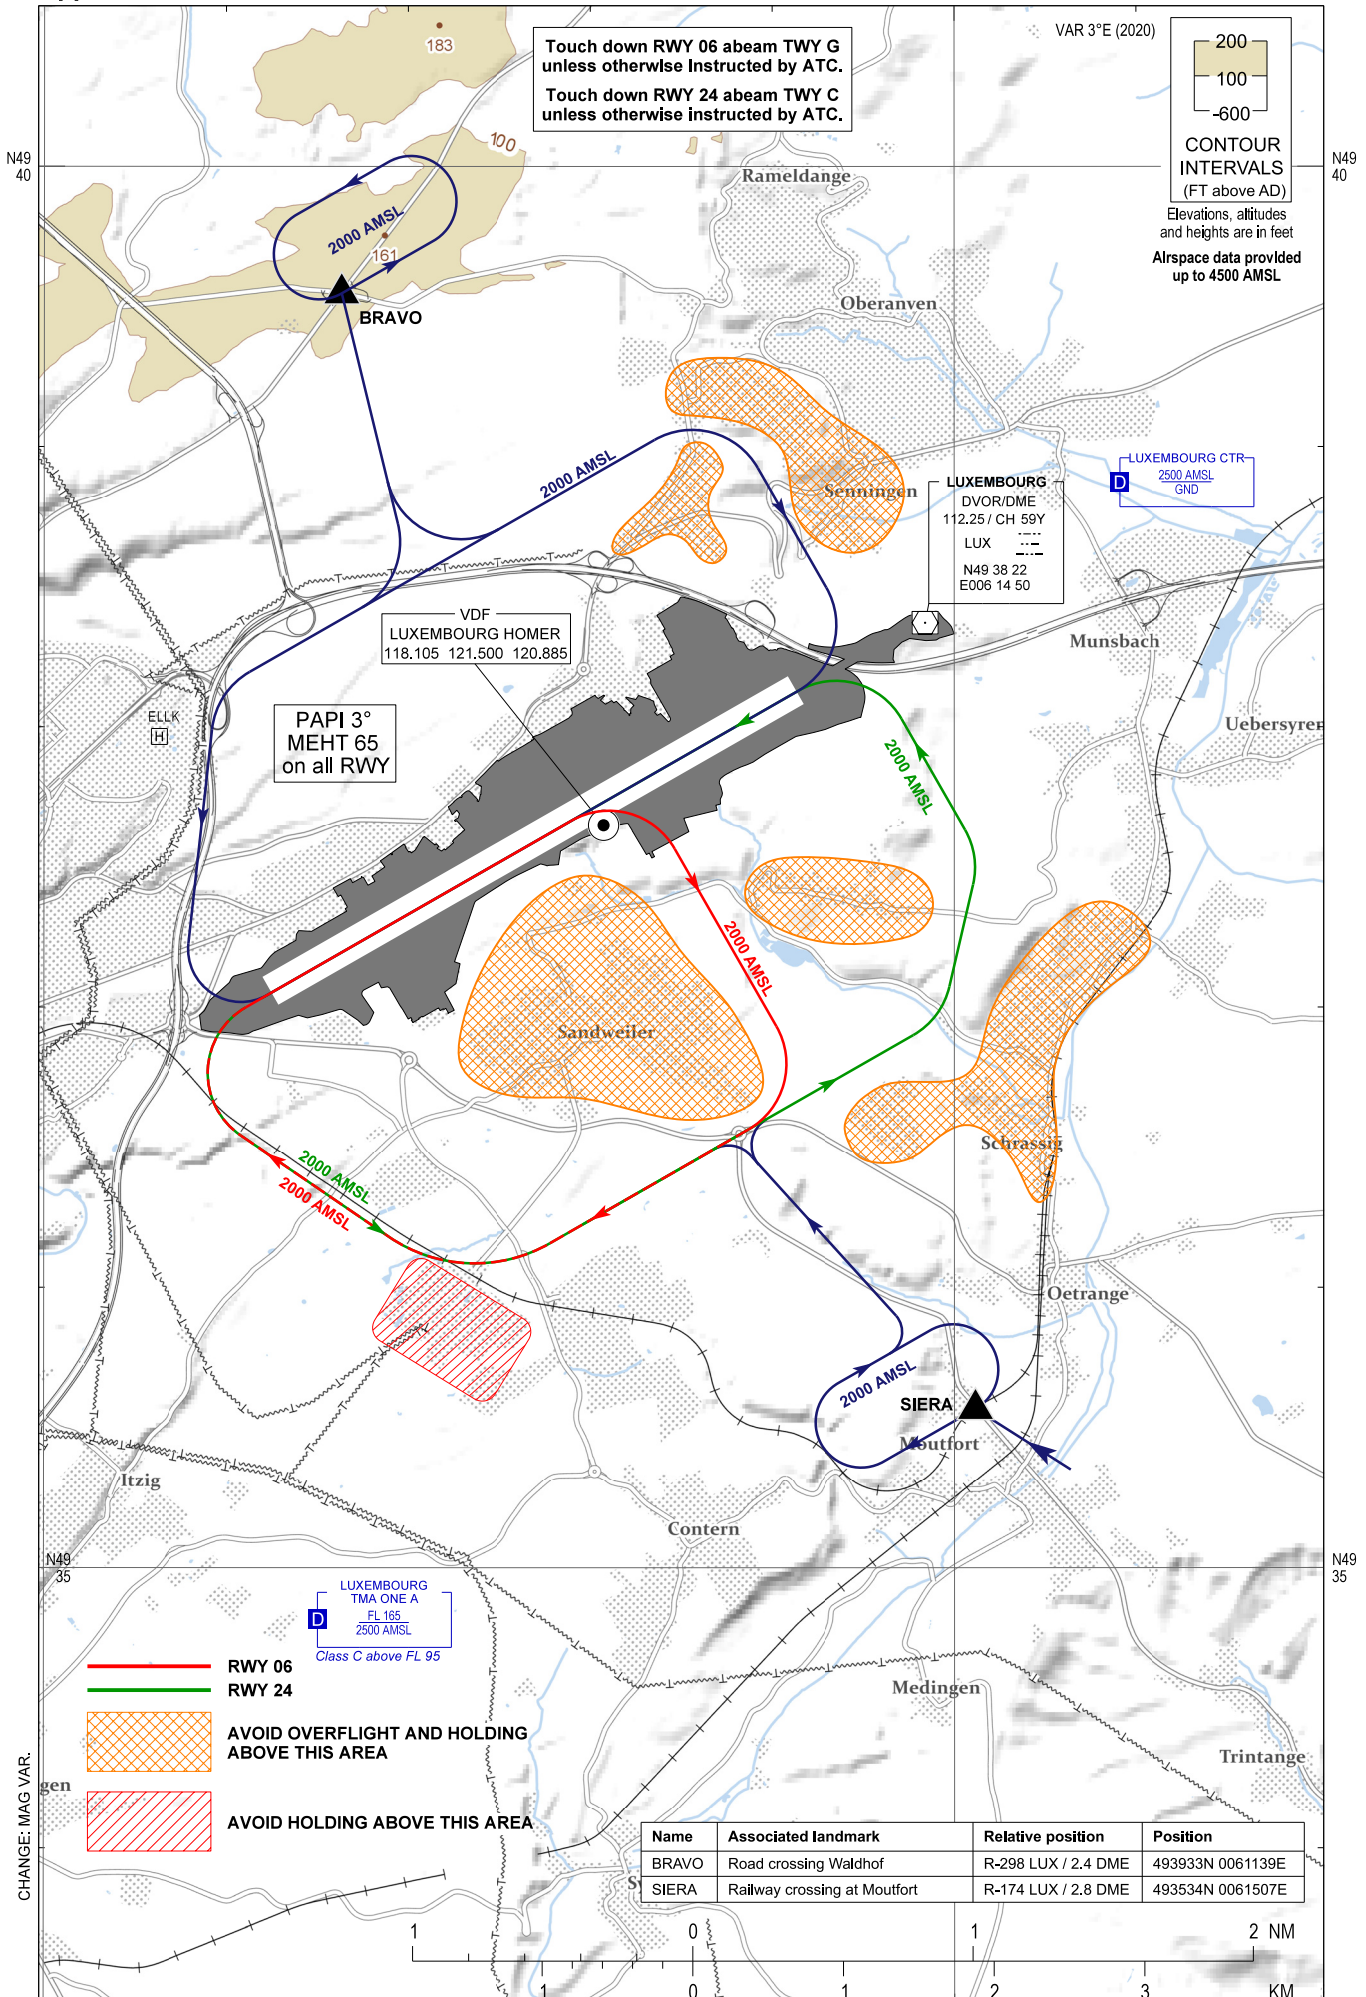 183
Touch down RWY 06 abeam TWY G
unless otherwise Instructed by ATC.
Touch down RWY 24 abeam TWY C
unless otherwise instructed by ATC.
VAR 3°E (2020)
200
100
-600
CONTOUR
INTERVALS
(FT above AD)
Elevations, altitudes
and heights are in feet
Airspace data provided
up to 4500 AMSL
100
N49
40
N49
40
Rameldange
2000 AMSL
161
BRAVO
Oberanven
2000 AMSL
Senningen
LUXEMBOURG
DVOR/DME
112.25 / CH 59Y
LUX
N49 38 22
E006 14 50
LUXEMBOURG CTR
D
2500 AMSL
GND
VDF
LUXEMBOURG HOMER
118.105 121.500 120.885
Munsbach
ELLK
H
PAPI 3°
MEHT 65
on all RWY
Uebersyren
2000 AMSL
2000 AMSL
Sandweiler
Schrassig
2000 AMSL
2000 AMSL
Oetrange
2000 AMSL
SIERA
Moutfort
Itzig
Contern
N49
35
N49
35
LUXEMBOURG
TMA ONE A
D
FL 165
2500 AMSL
Class C above FL 95
RWY 06
RWY 24
Medingen
AVOID OVERFLIGHT AND HOLDING
ABOVE THIS AREA
Trintange
gen
AVOID HOLDING ABOVE THIS AREA
CHANGE: MAG VAR.
Name Associated landmark Relative position Position
BRAVO Road crossing Waldhof R-298 LUX / 2.4 DME 493933N 0061139E
SIERA Railway crossing at Moutfort R-174 LUX / 2.8 DME 493534N 0061507E
1 0 1 2 NM
1 0 1 2 3 KM